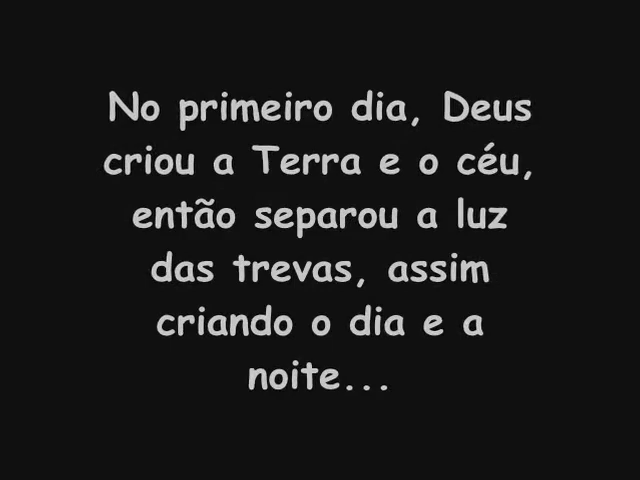 No primeiro dia, Deus
criou a Terra e o céu,
então separou a luz
das trevas, assim
criando o dia e a
noite...